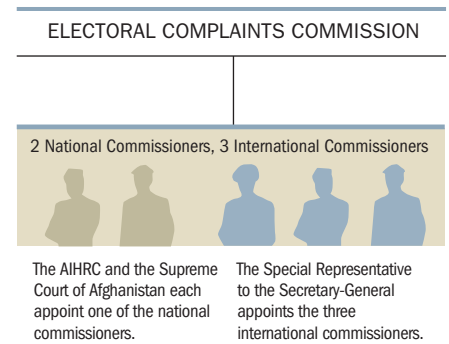 ELECTORAL COMPLAINTS COMMISSION
2 National Commissioners, 3 International Commissioners
The AIHRC and the Supreme
Court of Afghanistan each
appoint one of the national
commissioners.
The Special Representative
to the Secretary-General
appoints the three
international commissioners.